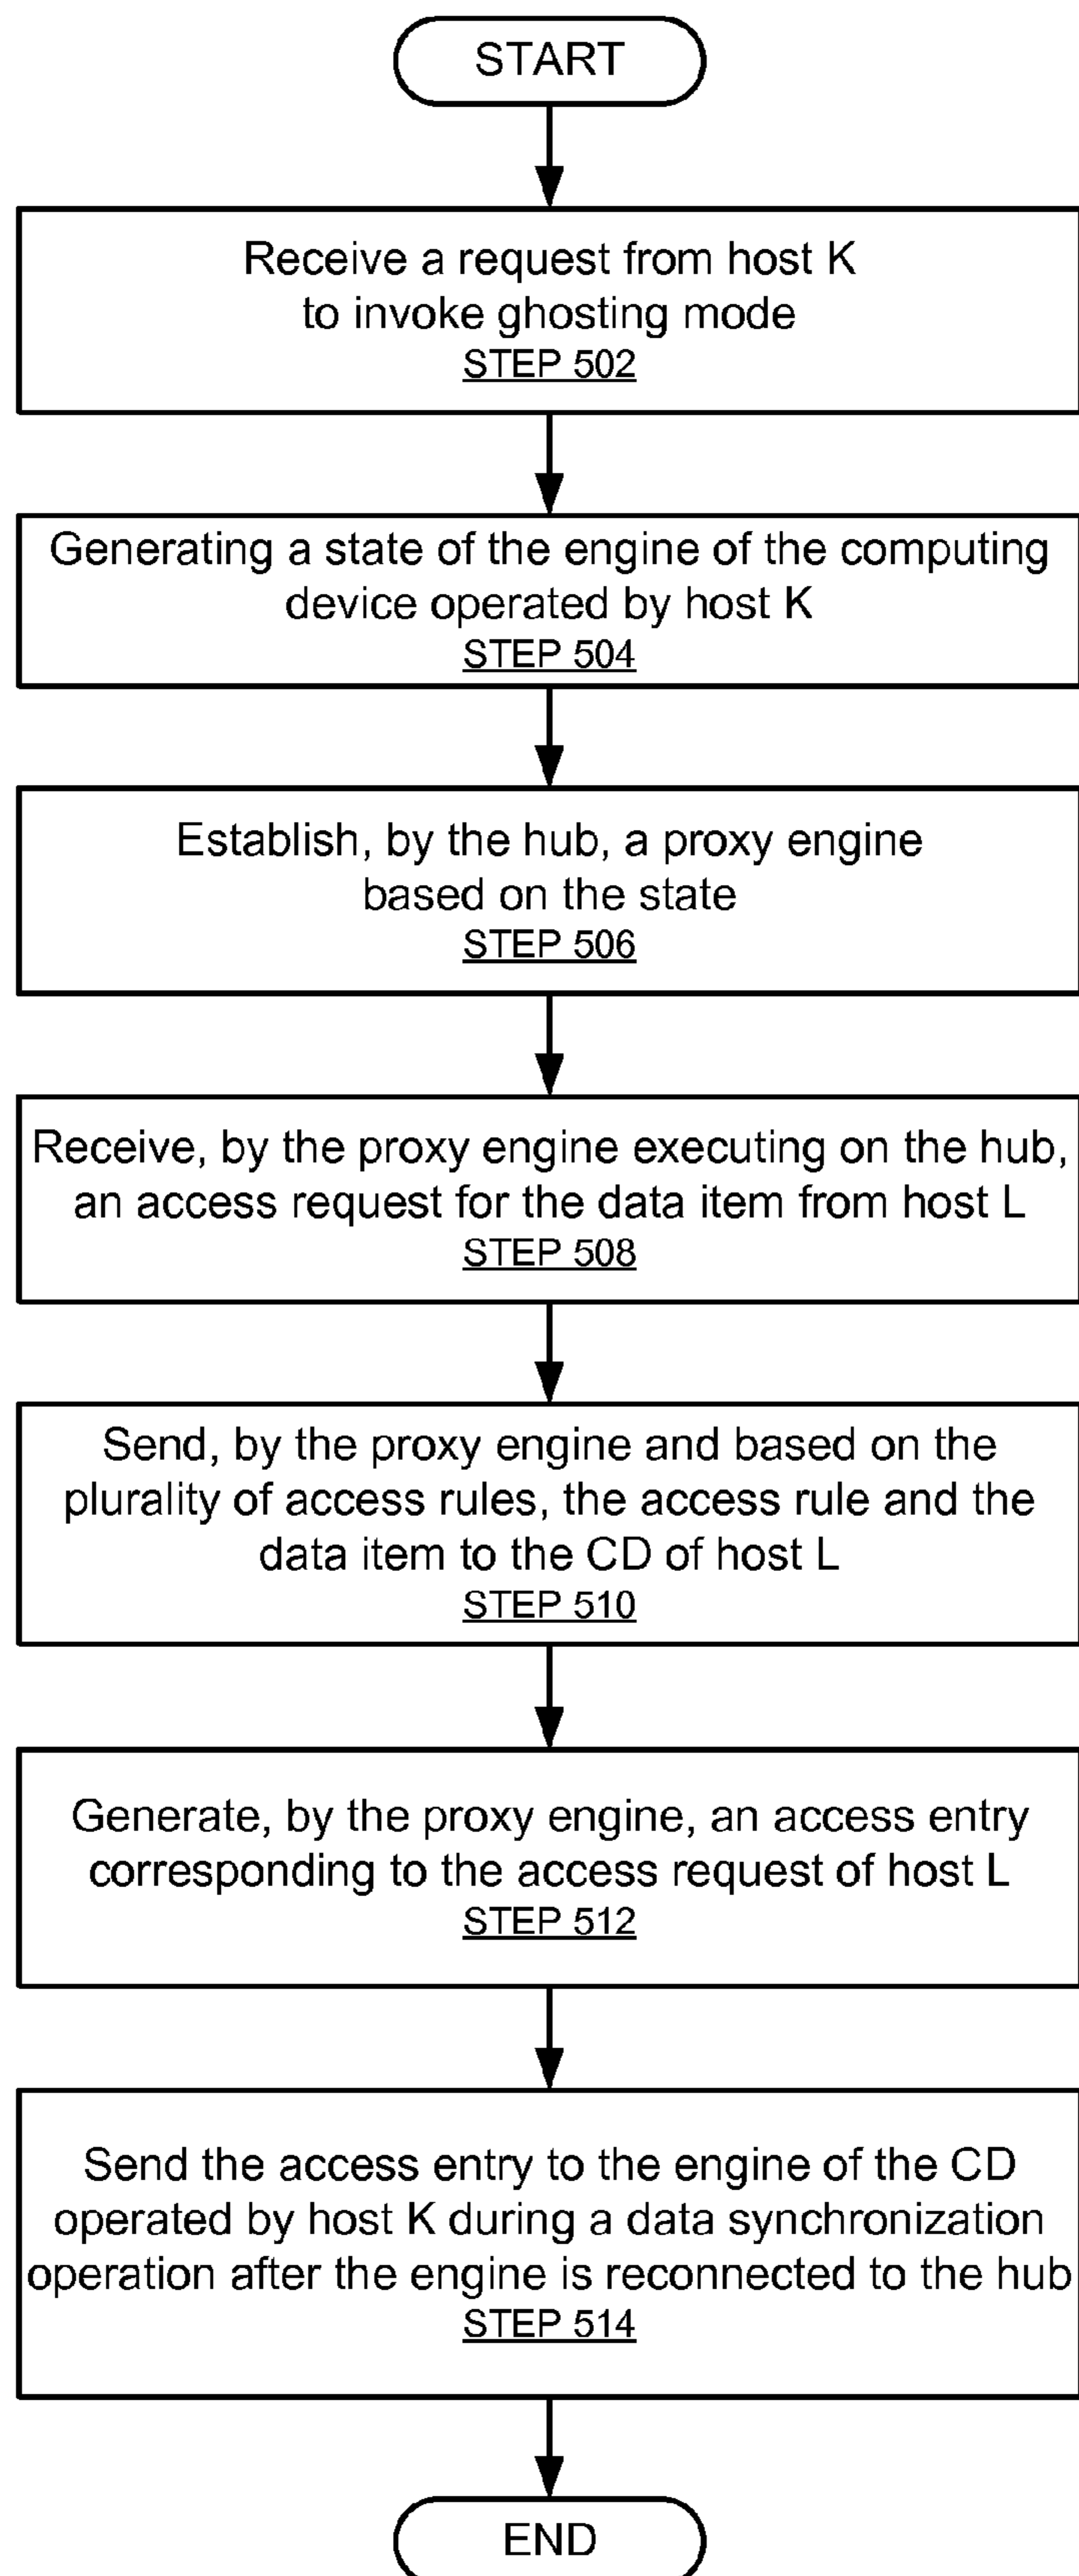 START
Receive a request from host K
to invoke ghosting mode
STEP 502
Generating a state of the engine of the computing
device operated by host K
STEP 504
Establish, by the hub, a proxy engine
based on the state
STEP 506
Receive, by the proxy engine executing on the hub,
an access request for the data item from host L
STEP 508
Send, by the proxy engine and based on the
plurality of access rules, the access rule and the
data item to the CD of host L
STEP 510
Generate, by the proxy engine, an access entry
corresponding to the access request of host L
STEP 512
Send the access entry to the engine of the CD
operated by host K during a data synchronization
operation after the engine is reconnected to the hub
STEP 514
END